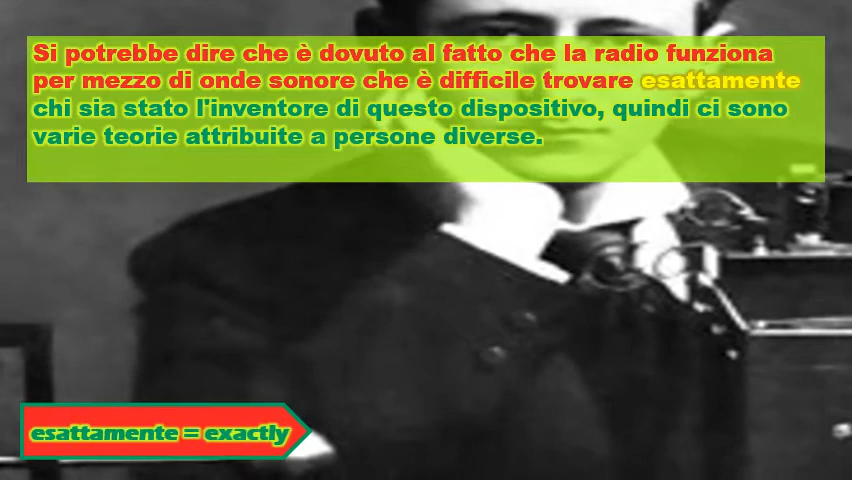 Si potrebbe dire che è dovuto al fatto che la radio funziona
per mezzo di onde sonore che è difficile trovare esattamente
chi sia stato l'inventore di questo dispositivo, quindi ci sono
varie teorie attribuite a persone diverse.
esattamente = exactly